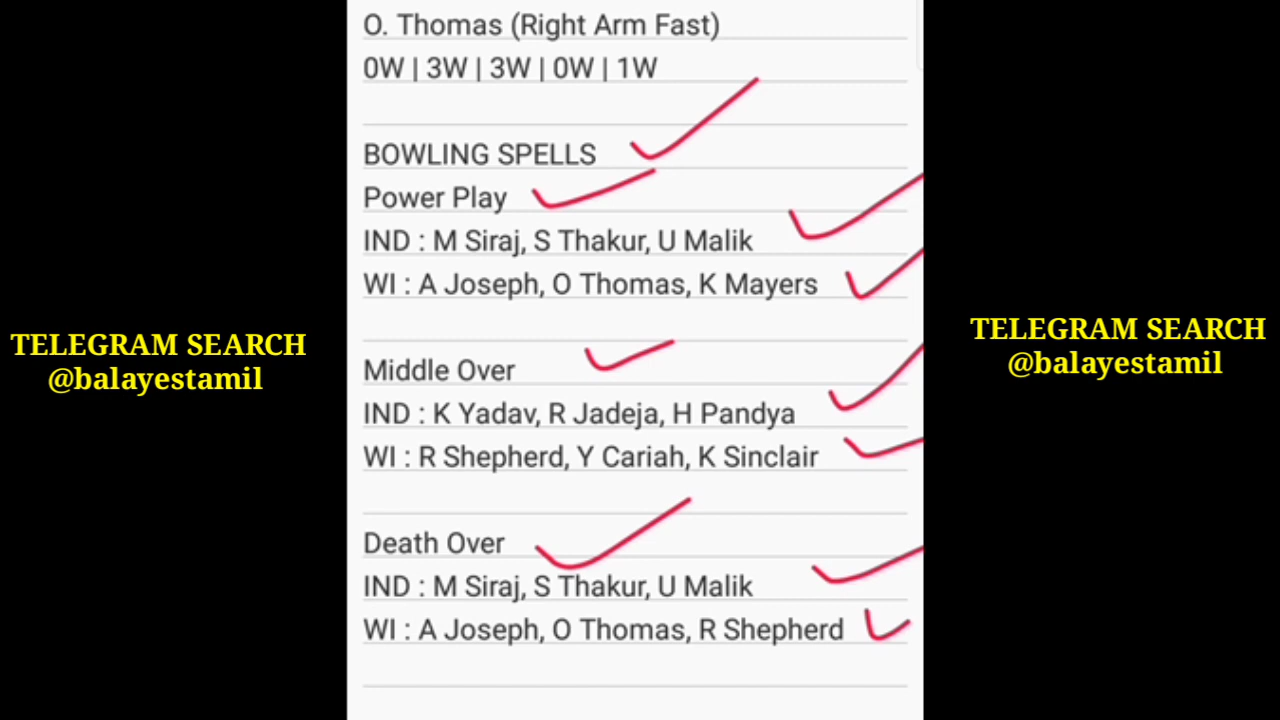 O. Thomas (Right Arm Fast)
0W | 3W | 3W | 0W | 1W
BOWLING SPELLS
Power Play
IND : M Siraj, S Thakur, U Malik
WI : A Joseph, O Thomas, K Mayers
Middle Over
IND : K Yadav, R Jadeja, H Pandya
WI : R Shepherd, Y Cariah, K Sinclair
Death Over
IND : M Siraj, S Thakur, U Malik
WI : A Joseph, O Thomas, R Shepherd
TELEGRAM SEARCH
@balayestamil
TELEGRAM SEARCH
@balayestamil